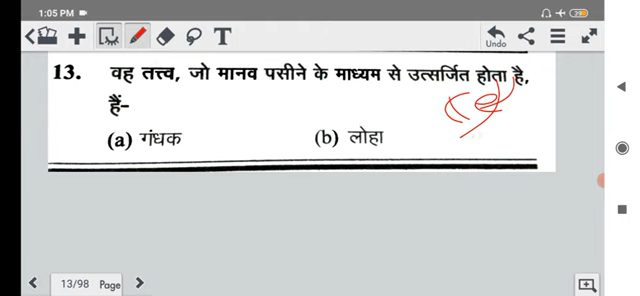 1:05 PM
T
Undo
13. वह तत्त्व, जो मानव पसीने के माध्यम से उत्सर्जित होता है,
हैं-
(a) गंधक (b) लोहा
13/98 Page